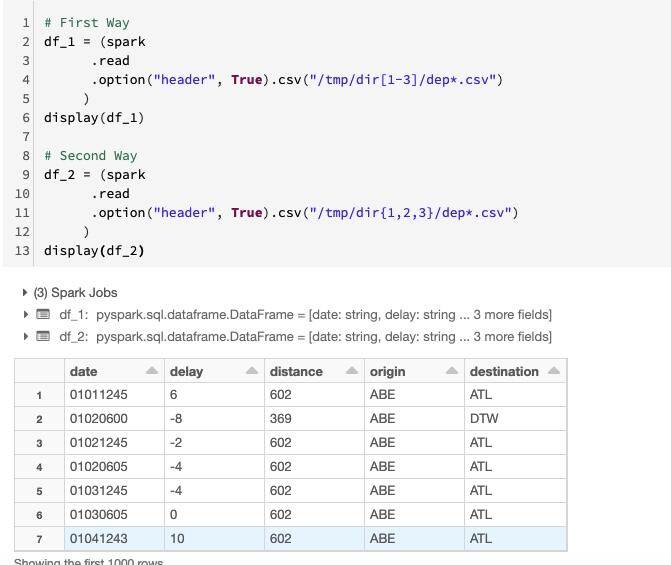 1 # First Way
2 df_1 = (spark
3 .read
4 .option("header", True).csv("/tmp/dir[1-3]/dep*.csv")
5 )
6 display(df_1)
7
8 # Second Way
9 df_2 = (spark
10 .read
11 .option("header", True).csv("/tmp/dir{1,2,3}/dep*.csv")
12 )
13 display(df_2)
(3) Spark Jobs
df_1: pyspark.sql.dataframe.DataFrame = [date: string, delay: string ... 3 more fields]
df_2: pyspark.sql.dataframe.DataFrame = [date: string, delay: string ... 3 more fields]
date delay distance origin destination
1 01011245 6 602 ABE ATL
2 01020600 -8 369 ABE DTW
3 01021245 -2 602 ABE ATL
4 01020605 -4 602 ABE ATL
5 01031245 -4 602 ABE ATL
6 01030605 0 602 ABE ATL
7 01041243 10 602 ABE ATL
Showing the first 1000 rows